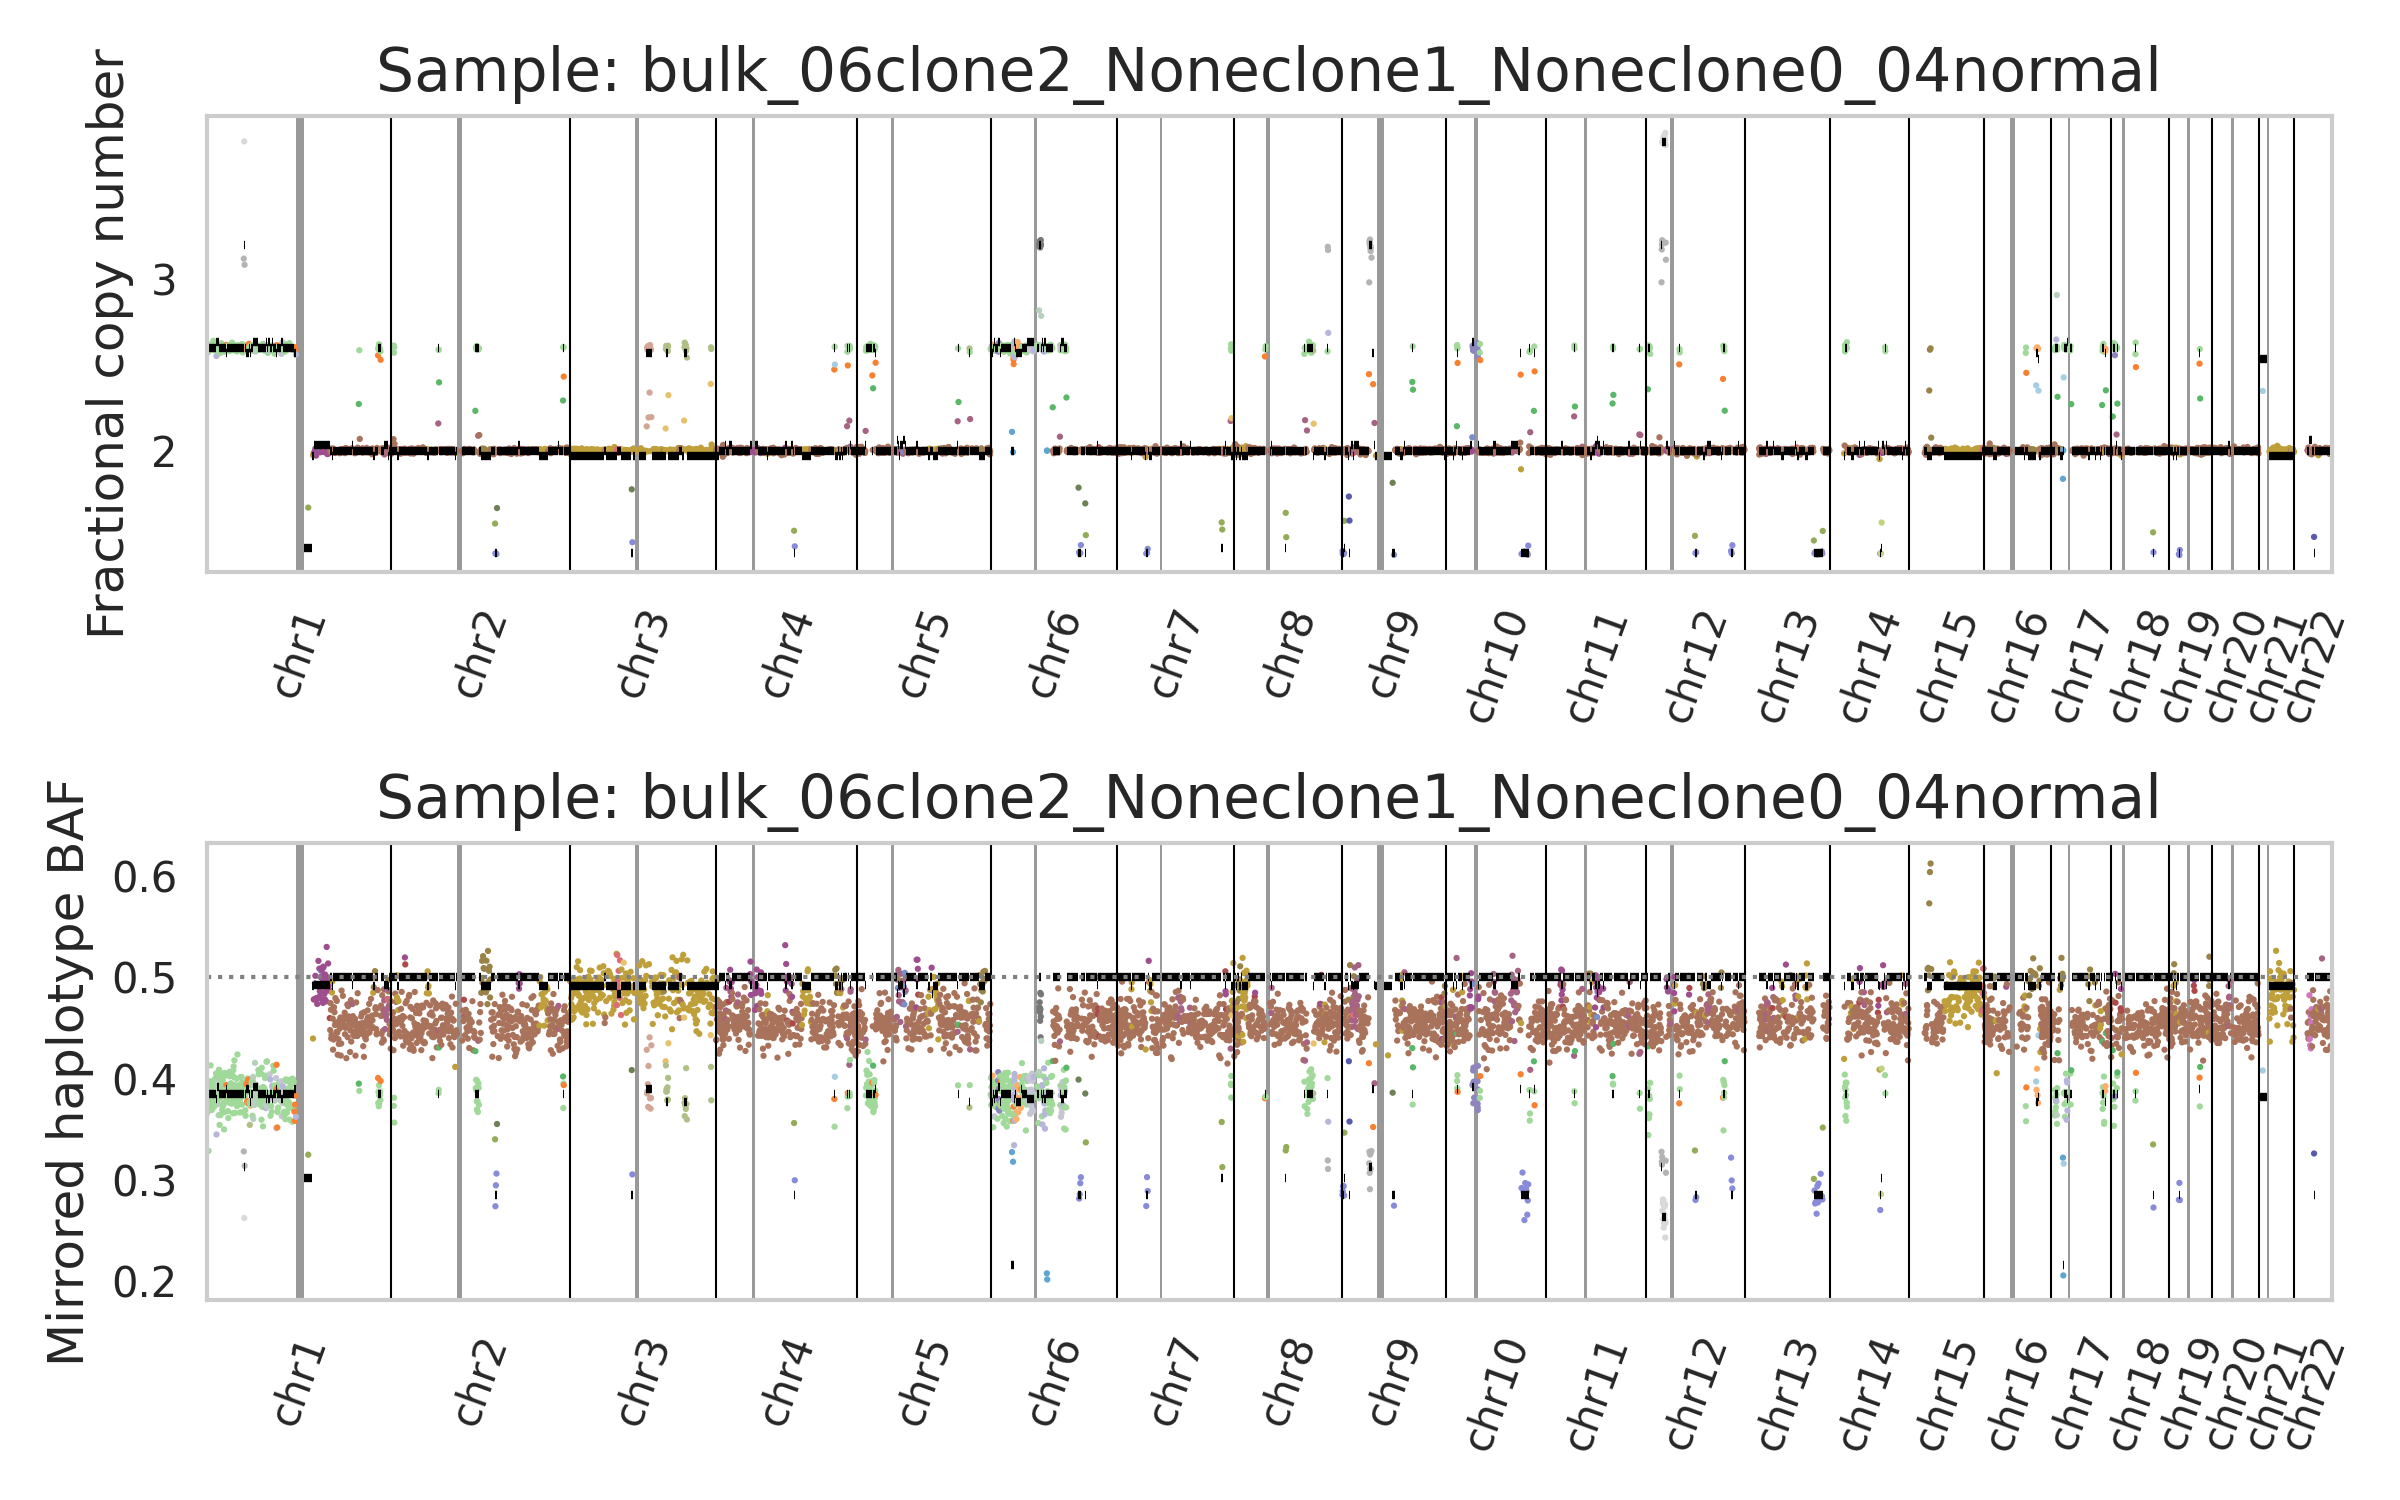 Sample: bulk_06clone2_Noneclone1_Noneclone0_04normal
Fractional copy number
3
2
chr1 chr2 chr3 chr4 chr5 chr6 chr7 chr8 chr9 chr10 chr11 chr12 chr13 chr14 chr15 chr16 chr17 chr18 chr19 chr20 chr21 chr22
Sample: bulk_06clone2_Noneclone1_Noneclone0_04normal
Mirrored haplotype BAF
0.6
0.5
0.4
0.3
0.2
chr1 chr2 chr3 chr4 chr5 chr6 chr7 chr8 chr9 chr10 chr11 chr12 chr13 chr14 chr15 chr16 chr17 chr18 chr19 chr20 chr21 chr22